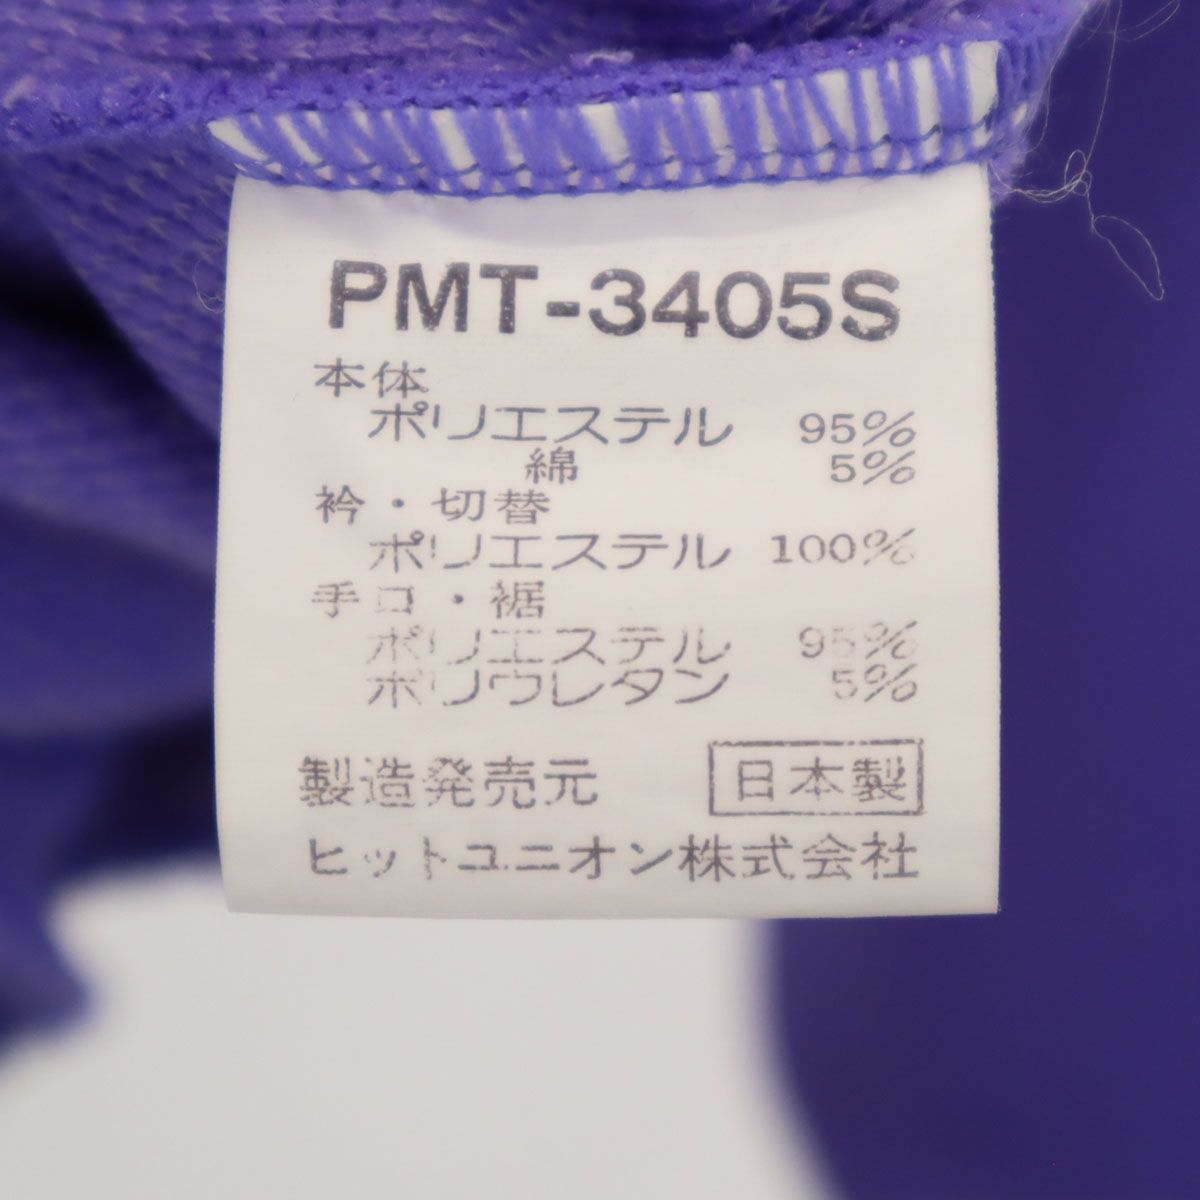 PMT-3405S
本体
ポリエステル 95%
綿 5%
衿・切替
ポリエステル 100%
手口・裾
ポリエステル 95%
ポリウレタン 5%
製造発売元 日本製
ヒットユニオン株式会社